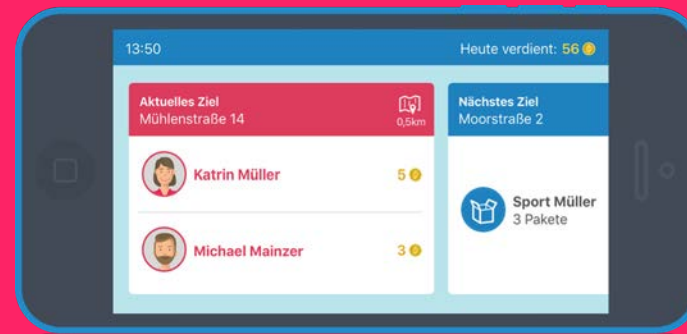 13:50
Heute verdient: 56
Aktuelles Ziel
Mühlenstraße 14
0,5km
Katrin Müller
5
Michael Mainzer
3
Nächstes Ziel
Moorstraße 2
Sport Müller
3 Pakete